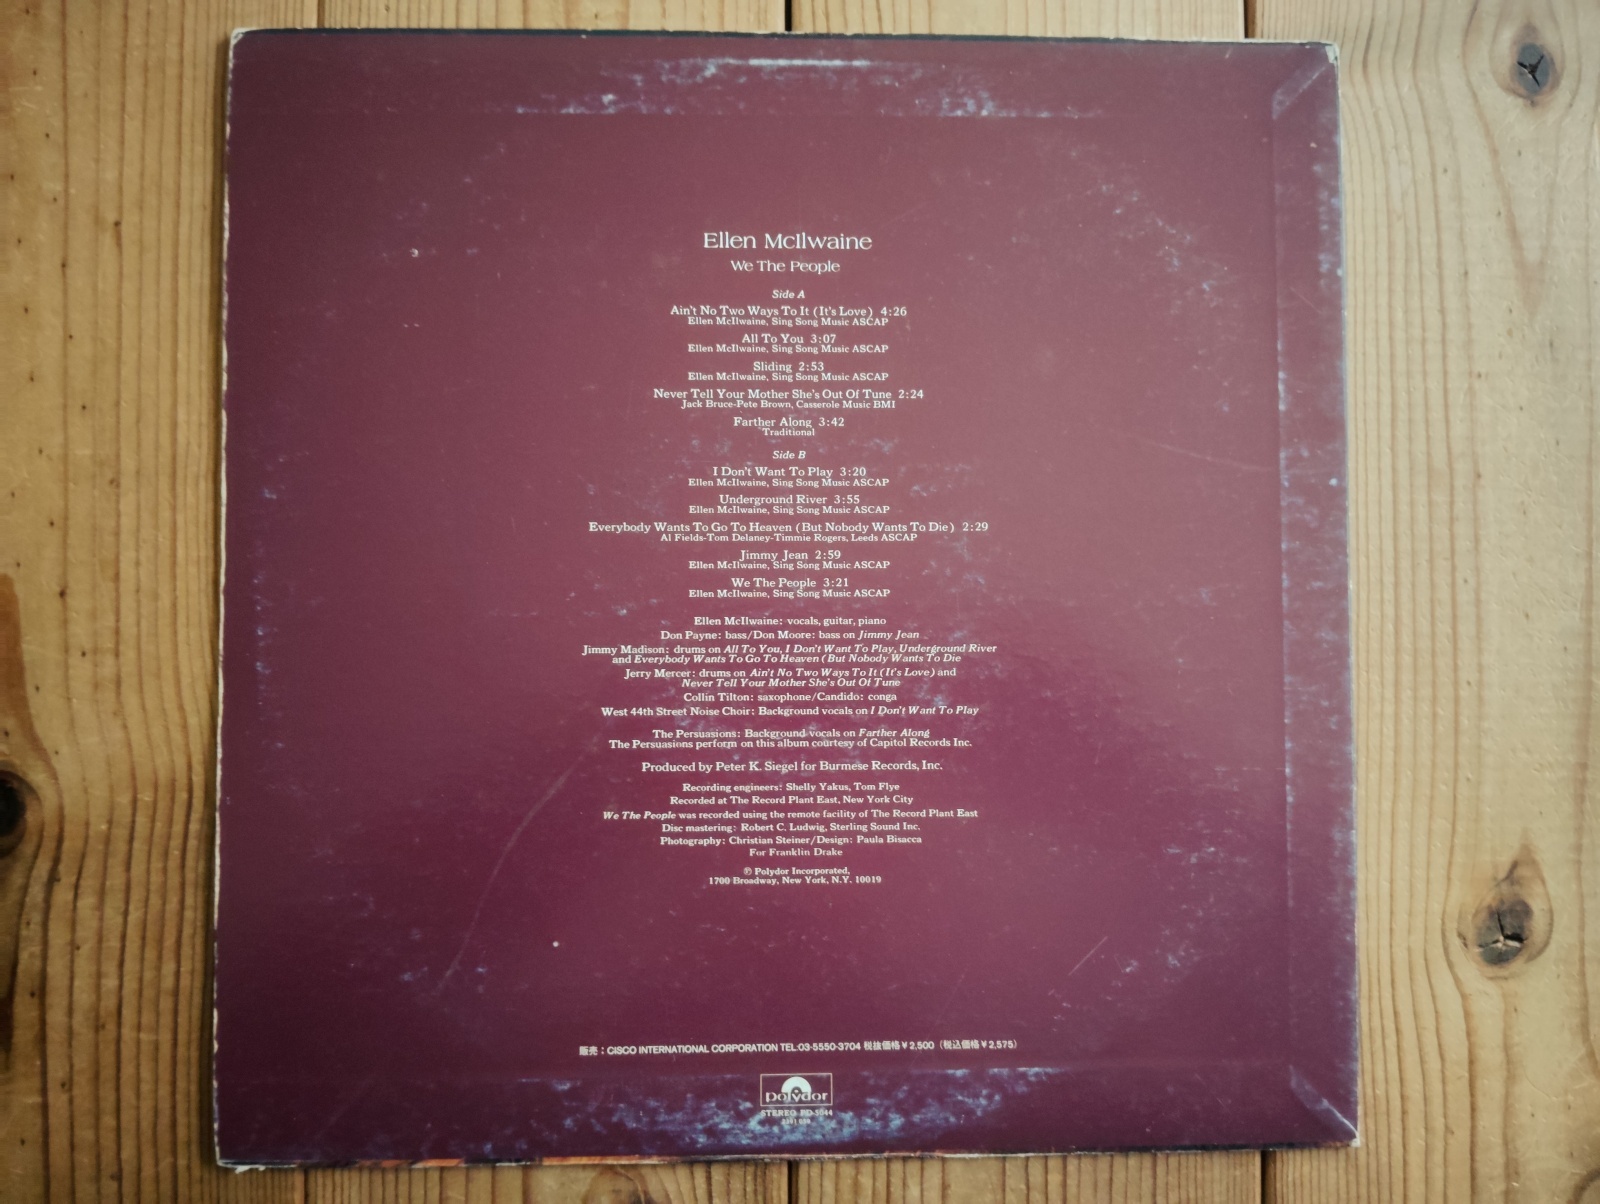 Ellen McIlwaine
We The People
Side A
Ain't No Two Ways To It (It's Love) 4:26
Ellen McIlwaine, Sing Song Music ASCAP
All To You 3:07
Ellen McIlwaine, Sing Song Music ASCAP
Sliding 2:53
Ellen McIlwaine, Sing Song Music ASCAP
Never Tell Your Mother She's Out Of Tune 2:24
Jack Bruce-Pete Brown, Casserole Music BMI
Farther Along 3:42
Traditional
Side B
I Don't Want To Play 3:20
Ellen McIlwaine, Sing Song Music ASCAP
Underground River 3:55
Ellen McIlwaine, Sing Song Music ASCAP
Everybody Wants To Go To Heaven (But Nobody Wants To Die) 2:29
Al Fields-Tom Delaney-Timmie Rogers, Leeds ASCAP
Jimmy Jean 2:59
Ellen McIlwaine, Sing Song Music ASCAP
We The People 3:21
Ellen McIlwaine, Sing Song Music ASCAP
Ellen McIlwaine: vocals, guitar, piano
Don Payne: bass/Don Moore: bass on Jimmy Jean
Jimmy Madison: drums on All To You, I Don't Want To Play, Underground River
and Everybody Wants To Go To Heaven (But Nobody Wants To Die
Jerry Mercer: drums on Ain't No Two Ways To It (It's Love) and
Never Tell Your Mother She's Out Of Tune
Collin Tilton: saxophone/Candido: conga
West 44th Street Noise Choir: Background vocals on I Don't Want To Play
The Persuasions: Background vocals on Farther Along
The Persuasions perform on this album courtesy of Capitol Records Inc.
Produced by Peter K. Siegel for Burmese Records, Inc.
Recording engineers: Shelly Yakus, Tom Flye
Recorded at The Record Plant East, New York City
We The People was recorded using the remote facility of The Record Plant East
Disc mastering: Robert C. Ludwig, Sterling Sound Inc.
Photography: Christian Steiner/Design: Paula Bisacca
For Franklin Drake
℗ Polydor Incorporated,
1700 Broadway, New York, N.Y. 10019
販売：CISCO INTERNATIONAL CORPORATION TEL:03-5550-3704 税抜価格¥2,500（税込価格¥2,575）
polydor
STEREO PD-5044